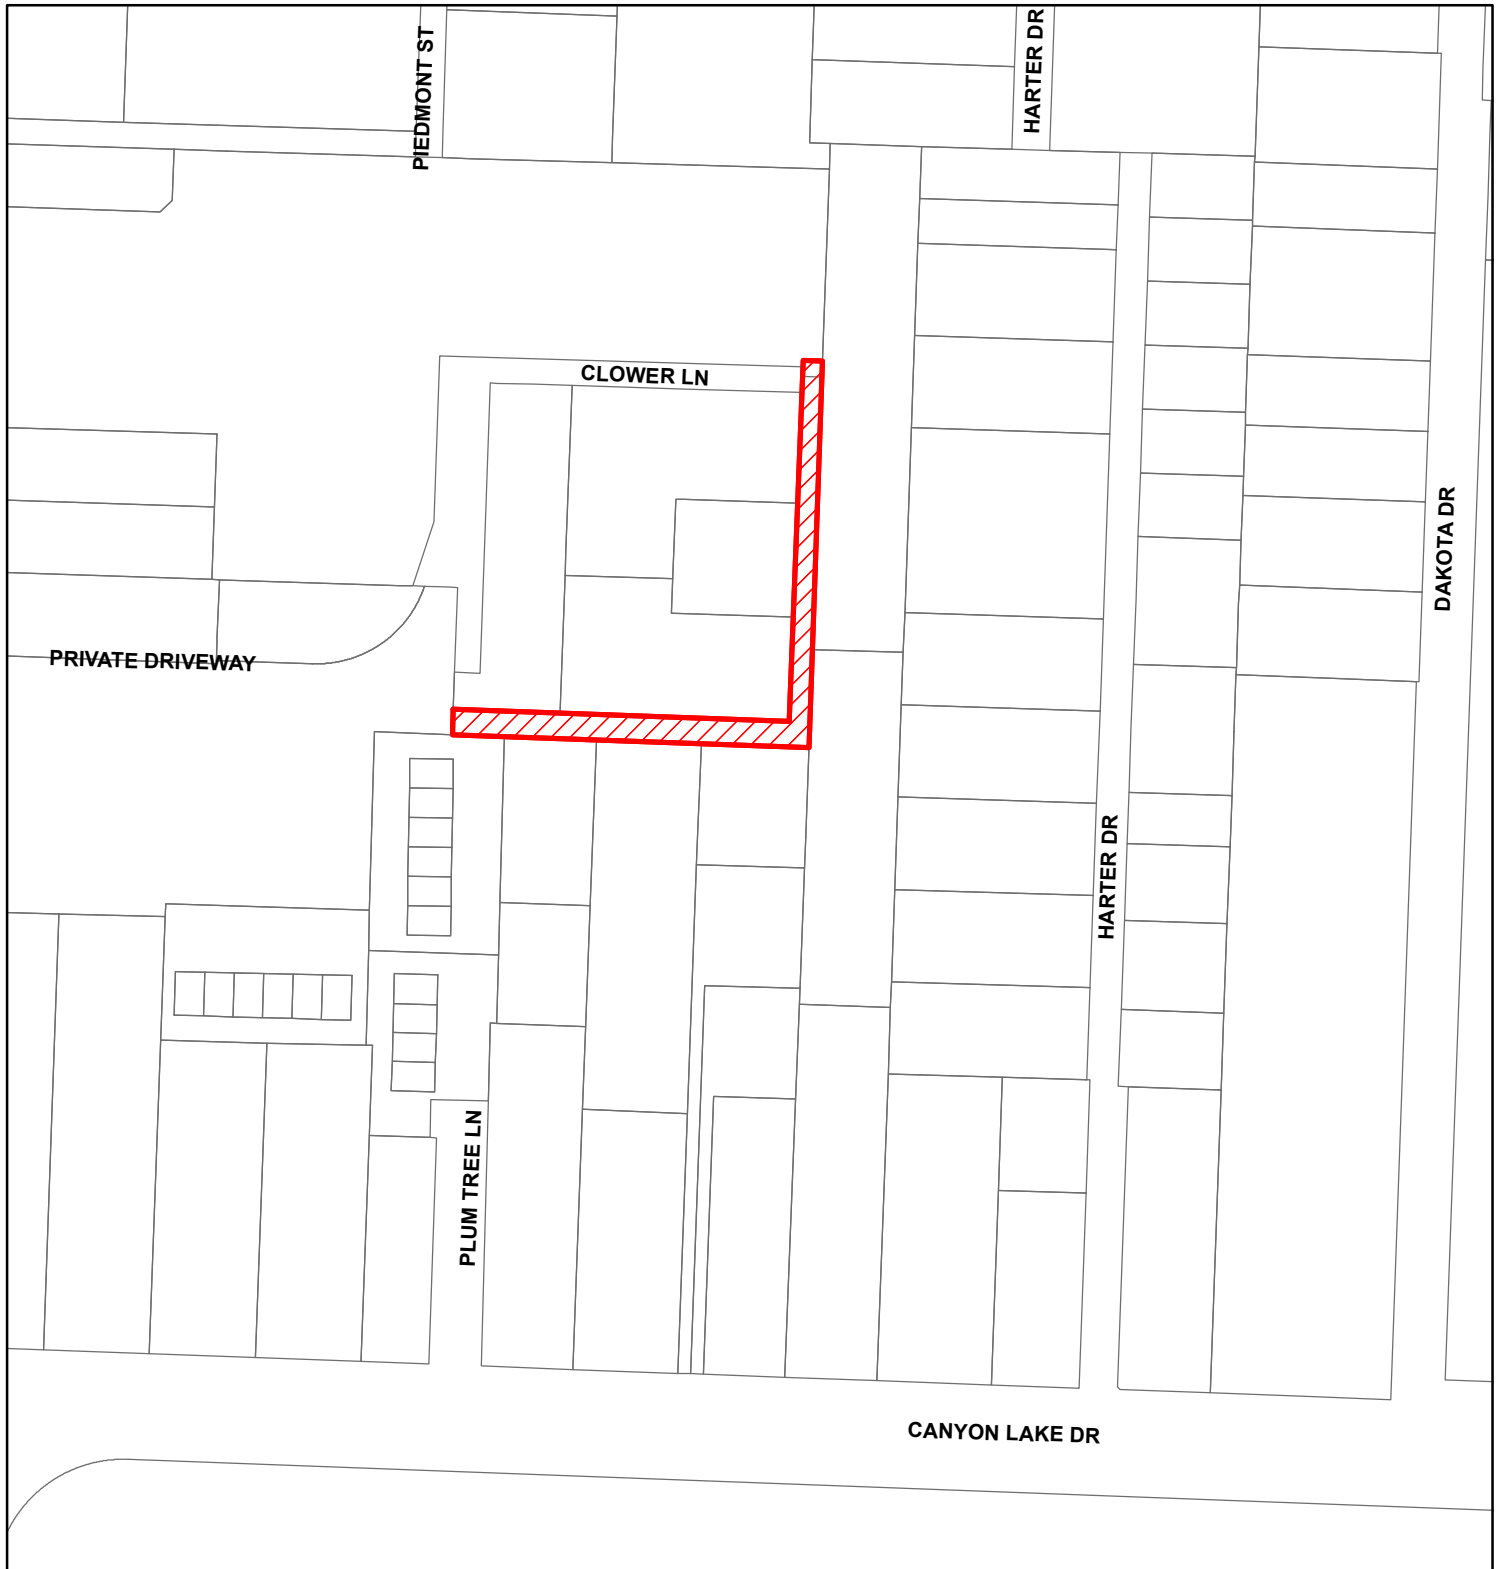 PIEDMONT ST
HARTER DR
CLOWER LN
DAKOTA DR
PRIVATE DRIVEWAY
HARTER DR
PLUM TREE LN
CANYON LAKE DR